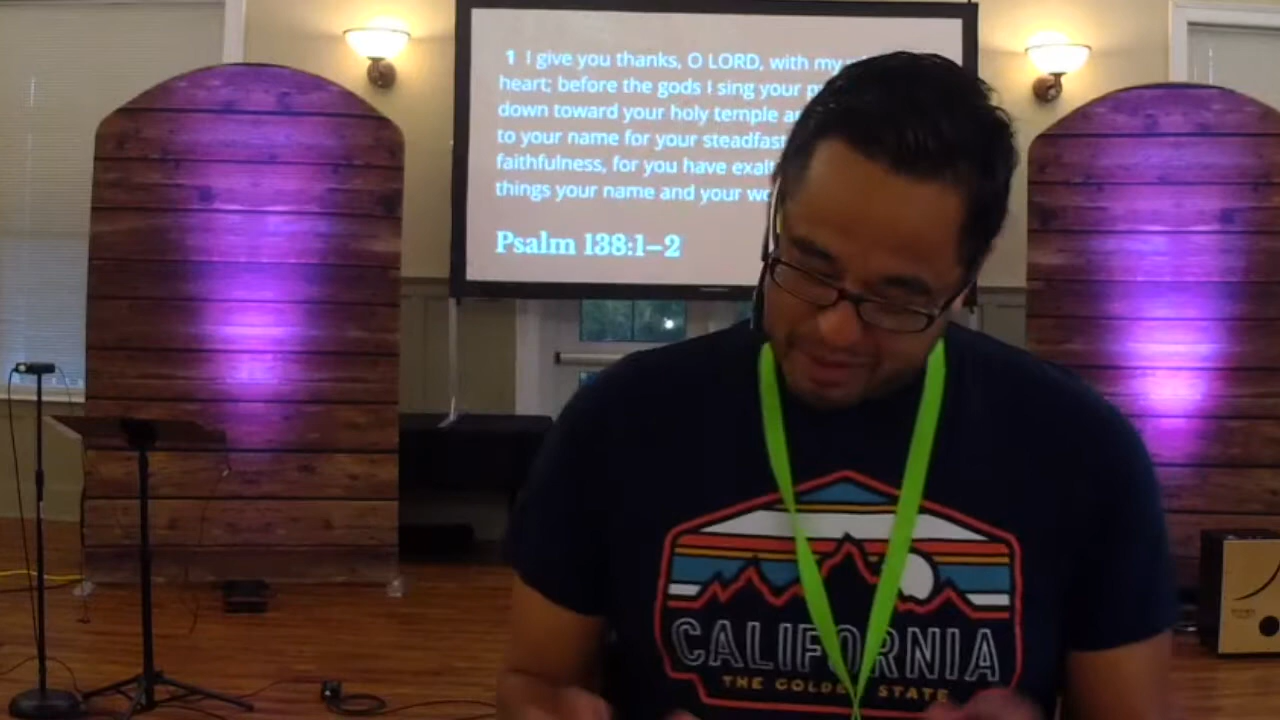 1 I give you thanks, O LORD, with my
heart; before the gods I sing your
down toward your holy temple
to your name for your steadfast
faithfulness, for you have
things your name and your
Psalm 138:1–2
CALIFORNIA
THE STATE